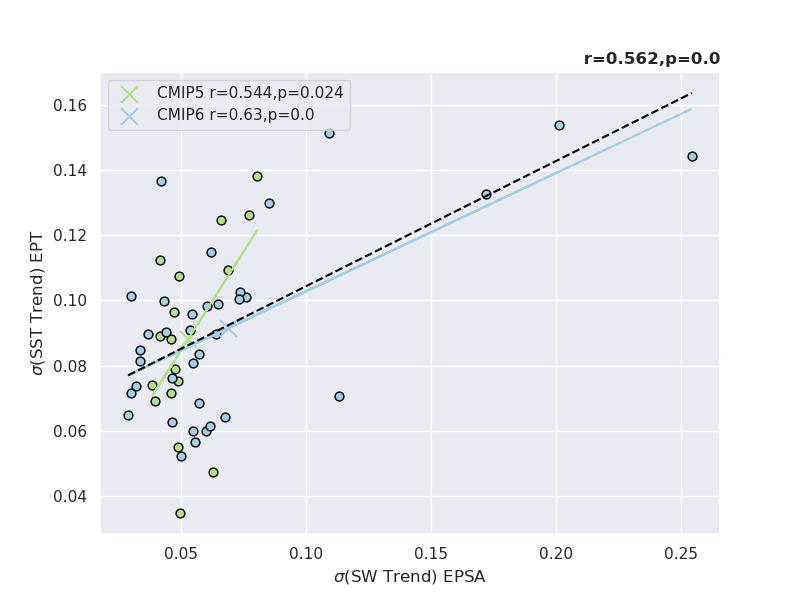 r=0.562,p=0.0
CMIP5 r=0.544,p=0.024
CMIP6 r=0.63,p=0.0
0.16
0.14
0.12
0.10
0.08
0.06
0.04
σ(SST Trend) EPT
0.05 0.10 0.15 0.20 0.25
σ(SW Trend) EPSA